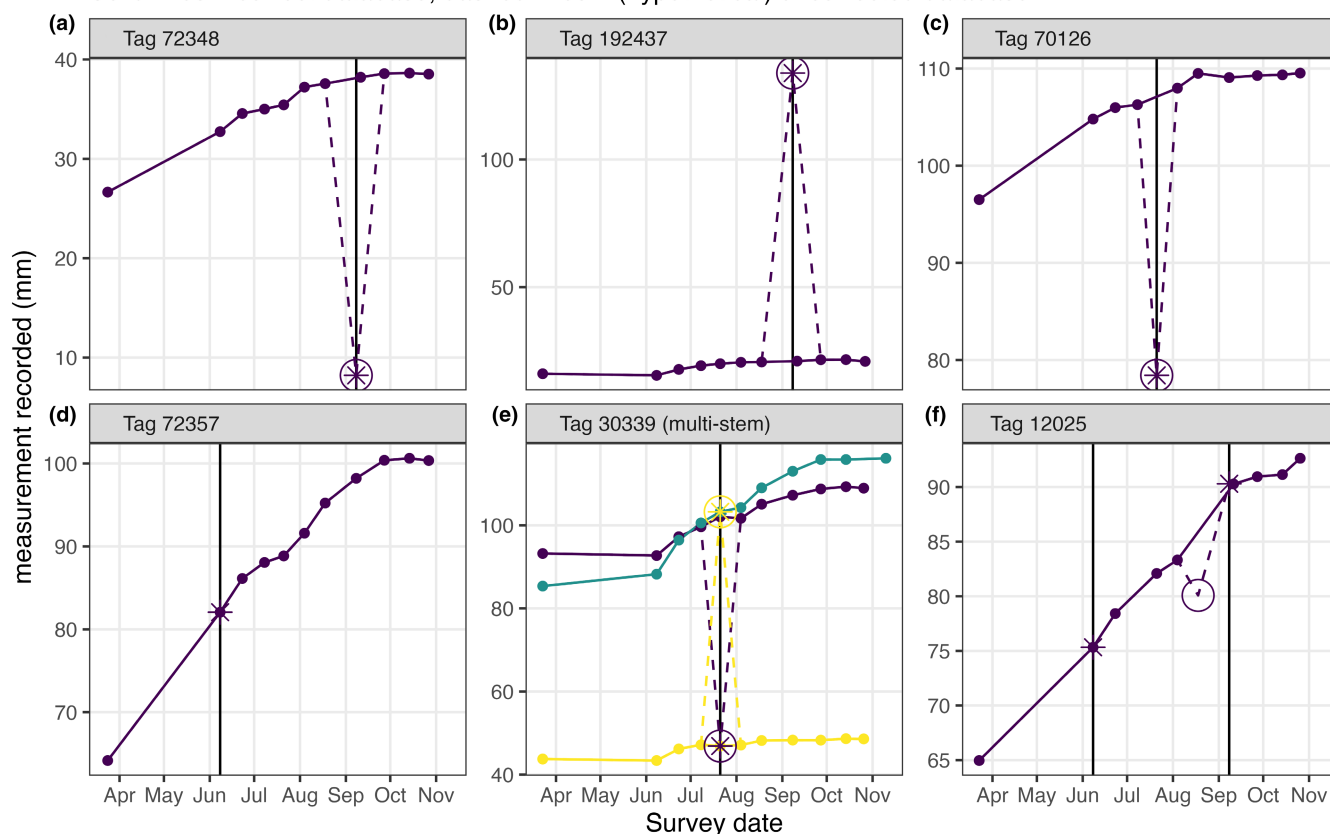 (a) Tag 72348
(b) Tag 192437
(c) Tag 70126
40
30
20
10
100
50
110
100
90
80
(d) Tag 72357
(e) Tag 30339 (multi-stem)
(f) Tag 12025
100
90
80
70
100
80
60
40
90
85
80
75
70
65
Apr May Jun Jul Aug Sep Oct Nov
Apr May Jun Jul Aug Sep Oct Nov
Apr May Jun Jul Aug Sep Oct Nov
measurement recorded (mm)
Survey date